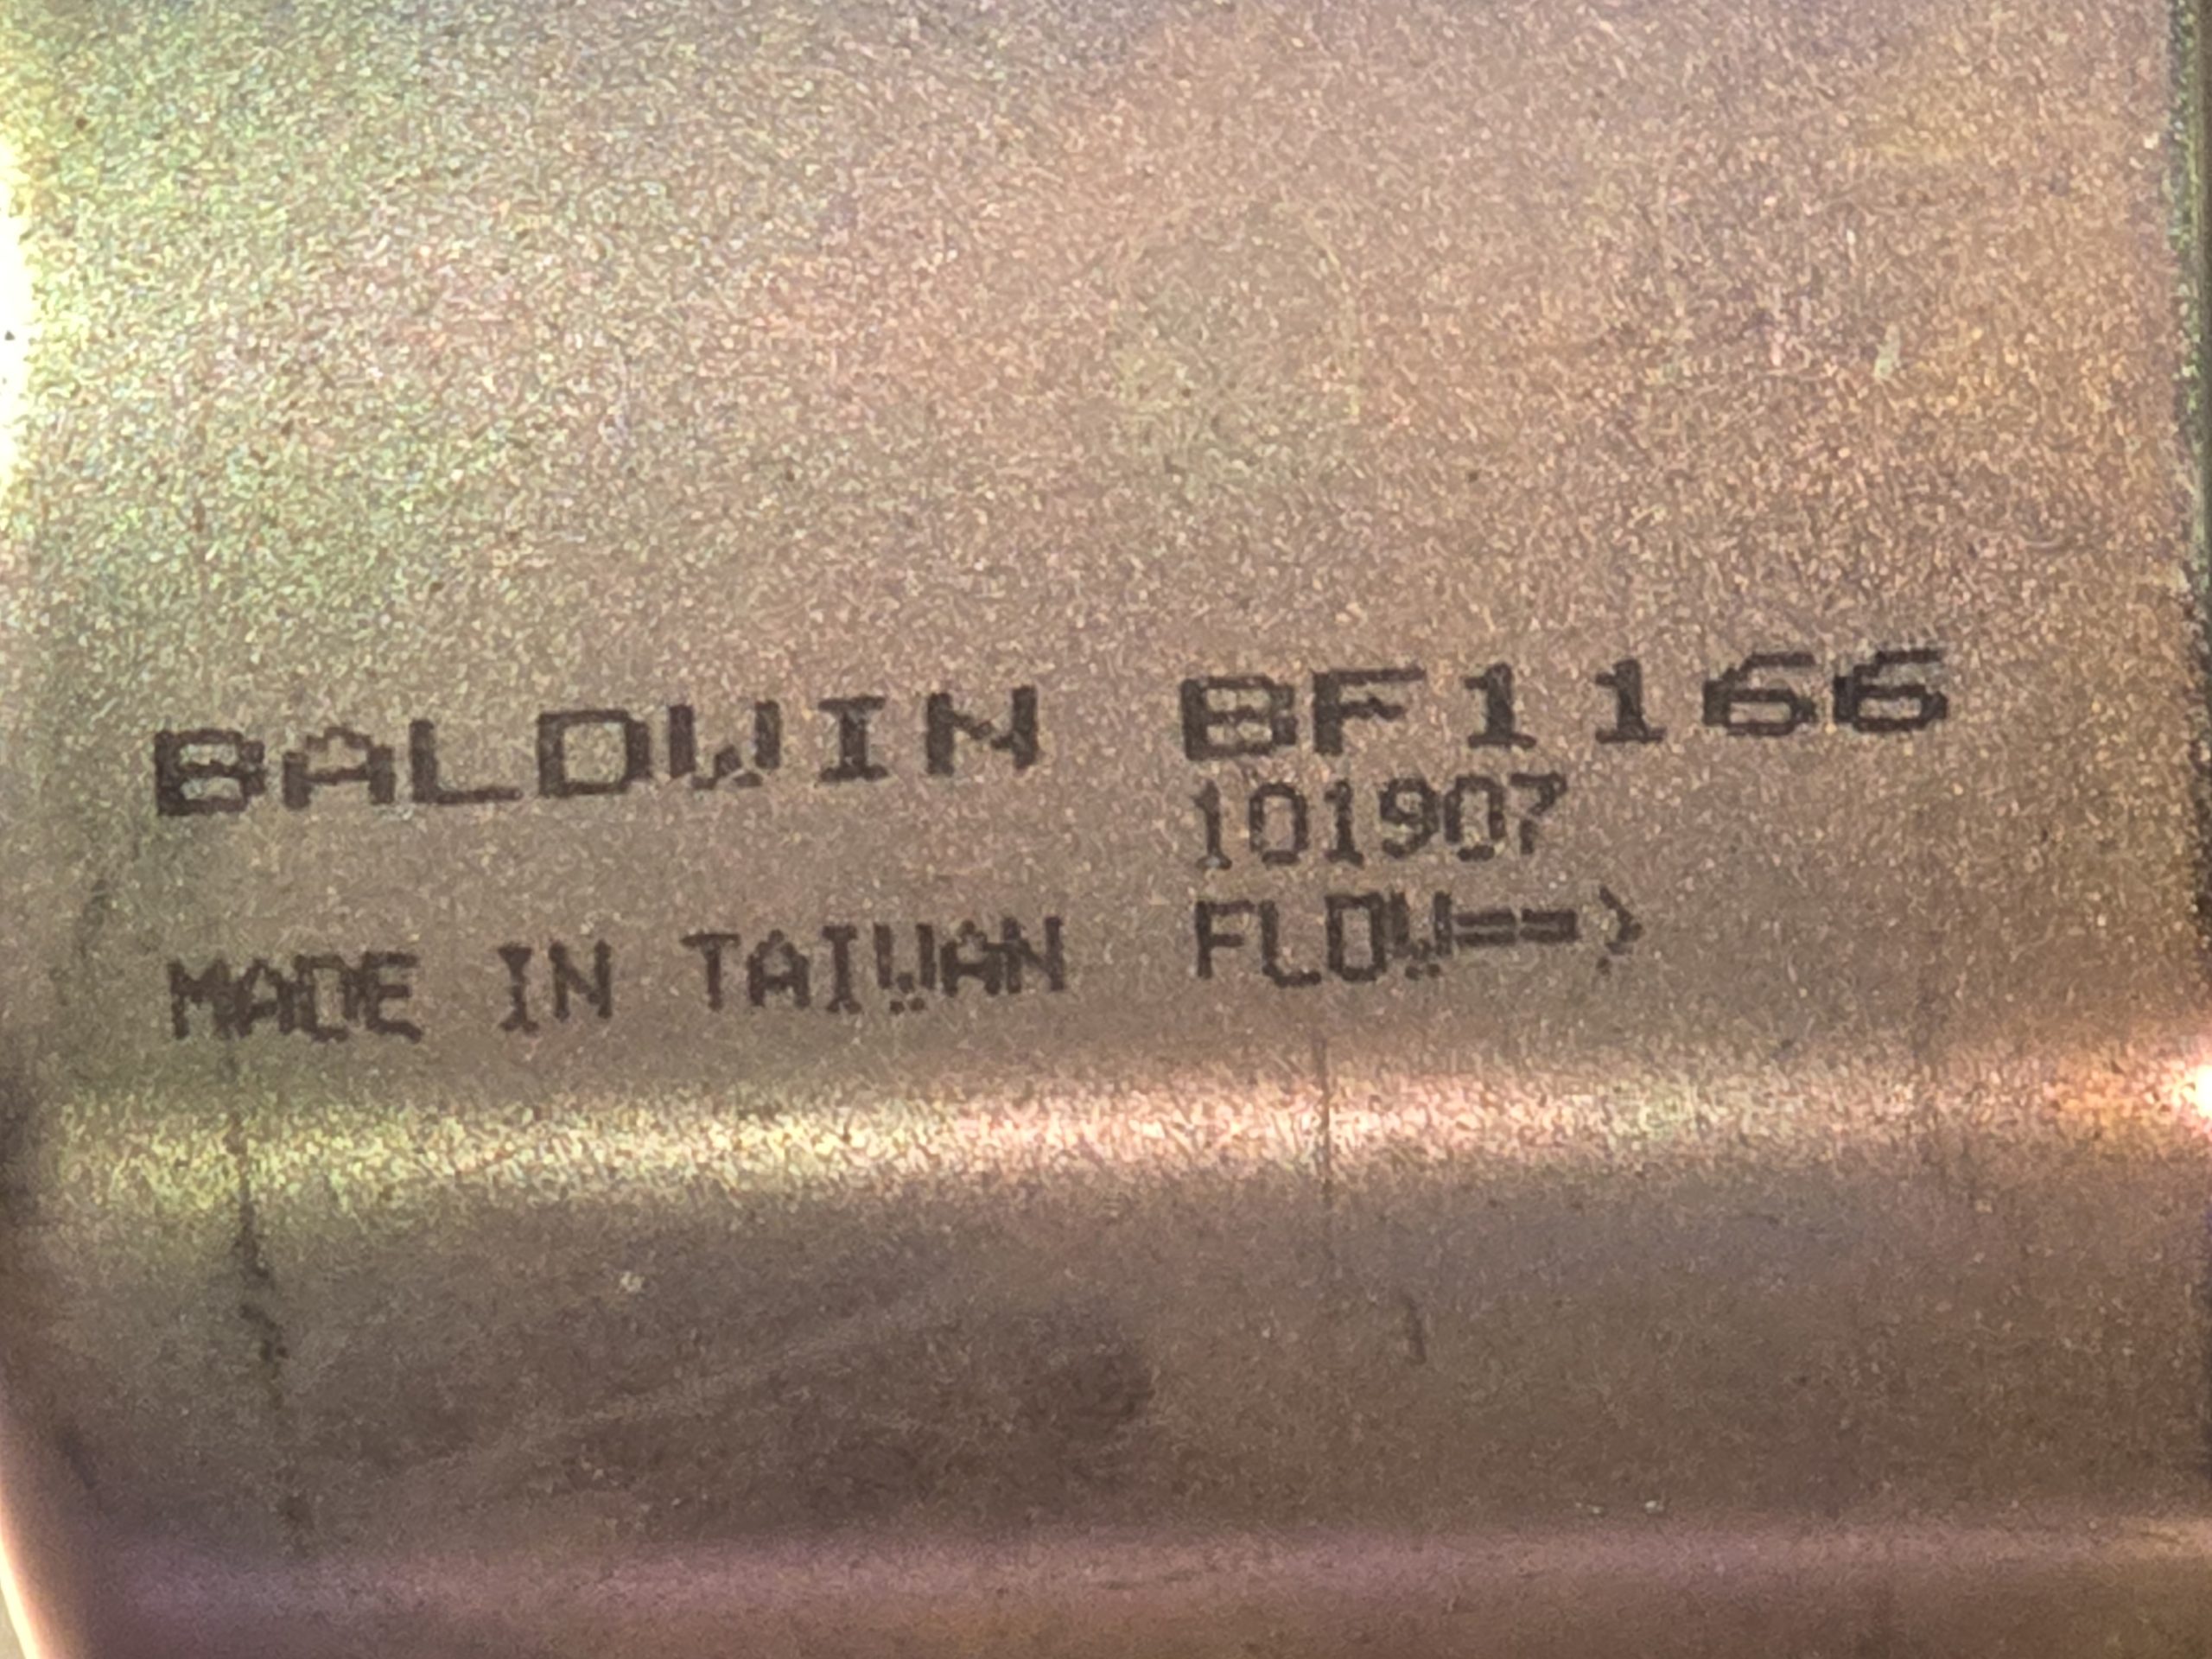 BALDWIN BF1166
101907
MADE IN TAIWAN FLOW==>